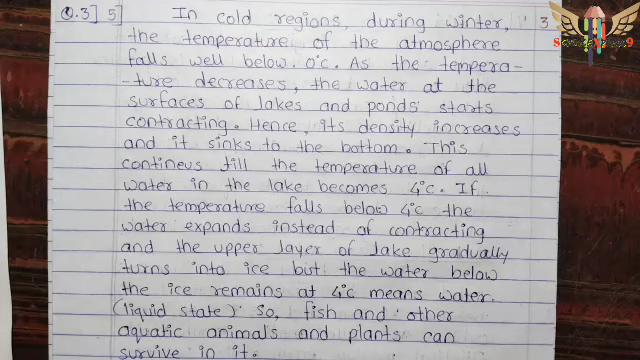 Q.3] 5] In cold regions, during winter, 3
the temperature of the atmosphere
falls well below 0°c. As the tempera-
-ture decreases, the water at the
surfaces of lakes and ponds starts
contracting. Hence, its density increases
and it sinks to the bottom. This
contineus till the temperature of all
water in the lake becomes 4°c. If
the temperature falls below 4°c the
water expands instead of contracting
and the upper layer of lake gradually
turns into ice but the water below
the ice remains at 4°c means water.
(liquid state). So, fish and other
aquatic animals and plants can
survive in it.